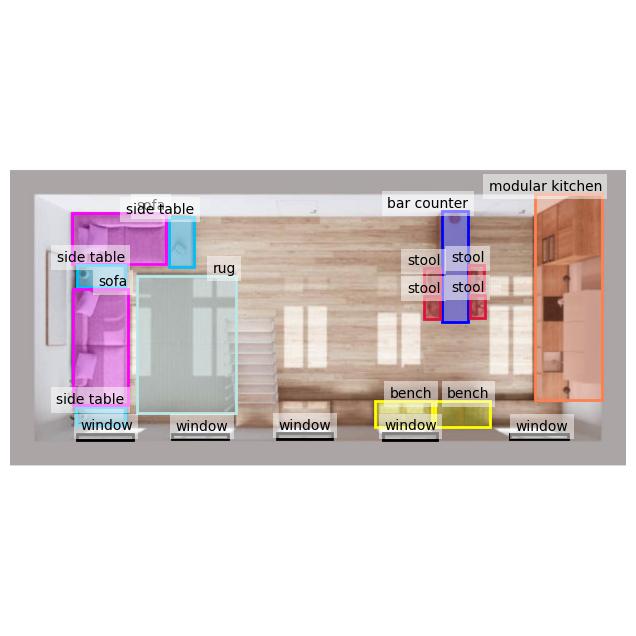 modular kitchen
bar counter
sofa
side table
stool
stool
side table
rug
sofa
stool
stool
bench
bench
side table
window
window
window
window
window